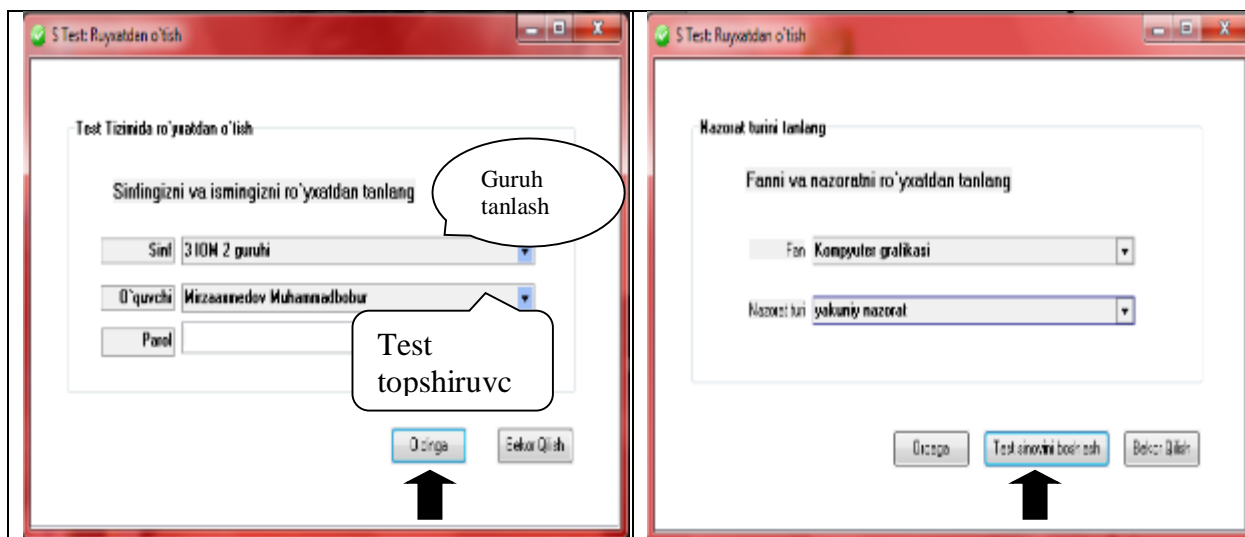 S Test: Ruyxatdan o'tish
Test Tizimida ro`yxatdan o`tish
Sinfingizni va ismingizni ro`yxatdan tanlang
Guruh
tanlash
Sinf 3 IOM 2 guruhi
O`quvchi Mirzaaxmedov Muhammadbobur
Parol
Test
topshiruvc
Oldinga Bekor Qilish
S Test: Ruyxatdan o'tish
Nazorat turini tanlang
Fanni va nazoratni ro`yxatdan tanlang
Fan Kompyuter grafikasi
Nazorat turi yakuniy nazorat
Orqaga Test sinovini boshlash Bekor Qilish